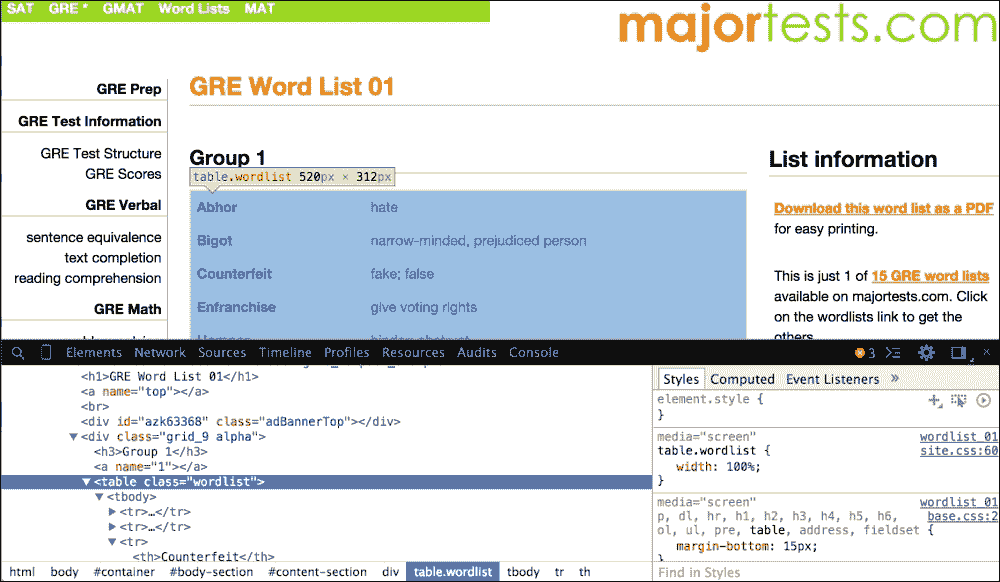 SAT GRE * GMAT Word Lists MAT
majortests.com
GRE Prep
GRE Test Information
GRE Test Structure
GRE Scores
GRE Verbal
sentence equivalence
text completion
reading comprehension
GRE Math
GRE Word List 01
Group 1
table.wordlist 520px × 312px
Abhor hate
Bigot narrow-minded, prejudiced person
Counterfeit fake; false
Enfranchise give voting rights
List information
Download this word list as a PDF
for easy printing.
This is just 1 of 15 GRE word lists
available on majortests.com. Click
on the wordlists link to get the
others
Elements Network Sources Timeline Profiles Resources Audits Console
3
<h1>GRE Word List 01</h1>
<a name="top"></a>
<br>
<div id="azk63368" class="adBannerTop"></div>
<div class="grid_9 alpha">
<h3>Group 1</h3>
<a name="1"></a>
<table class="wordlist">
<tbody>
<tr>…</tr>
<tr>…</tr>
<tr>
<th>Counterfeit</th>
html body #container #body-section #content-section div table.wordlist tbody tr th
Styles Computed Event Listeners »
element.style {
}
media="screen" wordlist_01
table.wordlist { site.css:60
width: 100%;
}
media="screen" wordlist_01
p, dl, hr, h1, h2, h3, h4, h5, h6, base.css:2
ol, ul, pre, table, address, fieldset {
margin-bottom: 15px;
}
Find in Styles